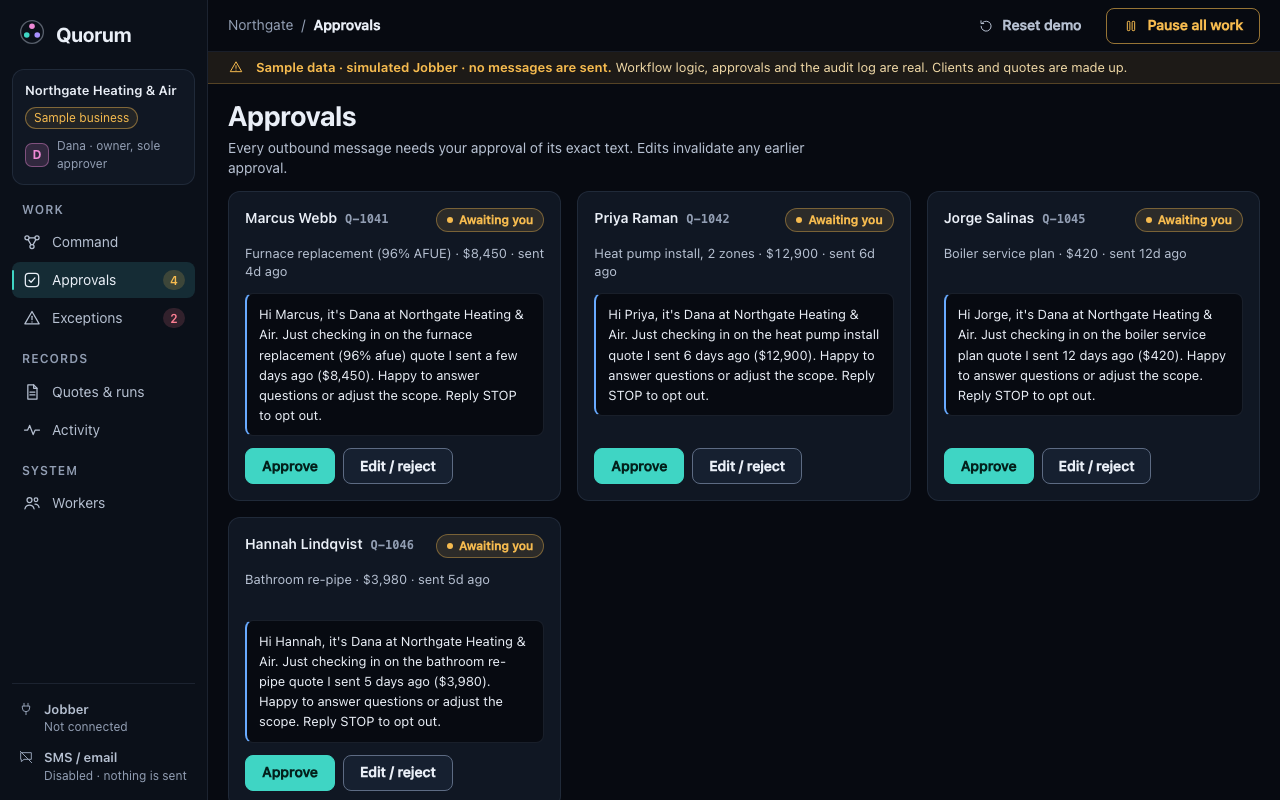 Quorum
Northgate Heating & Air
Sample business
D
Dana · owner, sole
approver
WORK
Command
Approvals 4
Exceptions 2
RECORDS
Quotes & runs
Activity
SYSTEM
Workers
Jobber
Not connected
SMS / email
Disabled · nothing is sent
Northgate / Approvals
Reset demo
Pause all work
Sample data · simulated Jobber · no messages are sent. Workflow logic, approvals and the audit log are real. Clients and quotes are made up.
Approvals
Every outbound message needs your approval of its exact text. Edits invalidate any earlier
approval.
Marcus Webb Q-1041 Awaiting you
Furnace replacement (96% AFUE) · $8,450 · sent
4d ago
Hi Marcus, it's Dana at Northgate Heating &
Air. Just checking in on the furnace
replacement (96% afue) quote I sent a few
days ago ($8,450). Happy to answer
questions or adjust the scope. Reply STOP
to opt out.
Approve Edit / reject
Priya Raman Q-1042 Awaiting you
Heat pump install, 2 zones · $12,900 · sent 6d
ago
Hi Priya, it's Dana at Northgate Heating &
Air. Just checking in on the heat pump install
quote I sent 6 days ago ($12,900). Happy to
answer questions or adjust the scope. Reply
STOP to opt out.
Approve Edit / reject
Jorge Salinas Q-1045 Awaiting you
Boiler service plan · $420 · sent 12d ago
Hi Jorge, it's Dana at Northgate Heating &
Air. Just checking in on the boiler service
plan quote I sent 12 days ago ($420). Happy
to answer questions or adjust the scope.
Reply STOP to opt out.
Approve Edit / reject
Hannah Lindqvist Q-1046 Awaiting you
Bathroom re-pipe · $3,980 · sent 5d ago
Hi Hannah, it's Dana at Northgate Heating &
Air. Just checking in on the bathroom re-
pipe quote I sent 5 days ago ($3,980).
Happy to answer questions or adjust the
scope. Reply STOP to opt out.
Approve Edit / reject